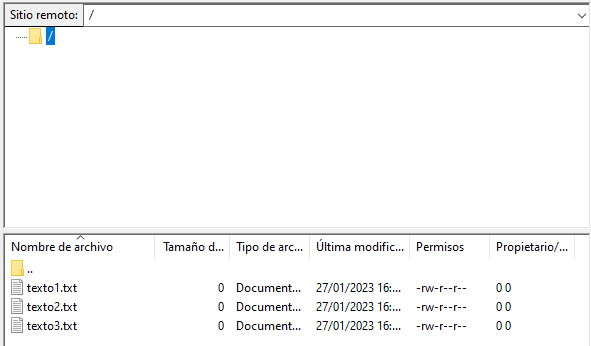 Sitio remoto: /
/
Nombre de archivo Tamaño d... Tipo de arc... Última modific... Permisos Propietario/...
..
texto1.txt 0 Document... 27/01/2023 16:... -rw-r--r-- 0 0
texto2.txt 0 Document... 27/01/2023 16:... -rw-r--r-- 0 0
texto3.txt 0 Document... 27/01/2023 16:... -rw-r--r-- 0 0